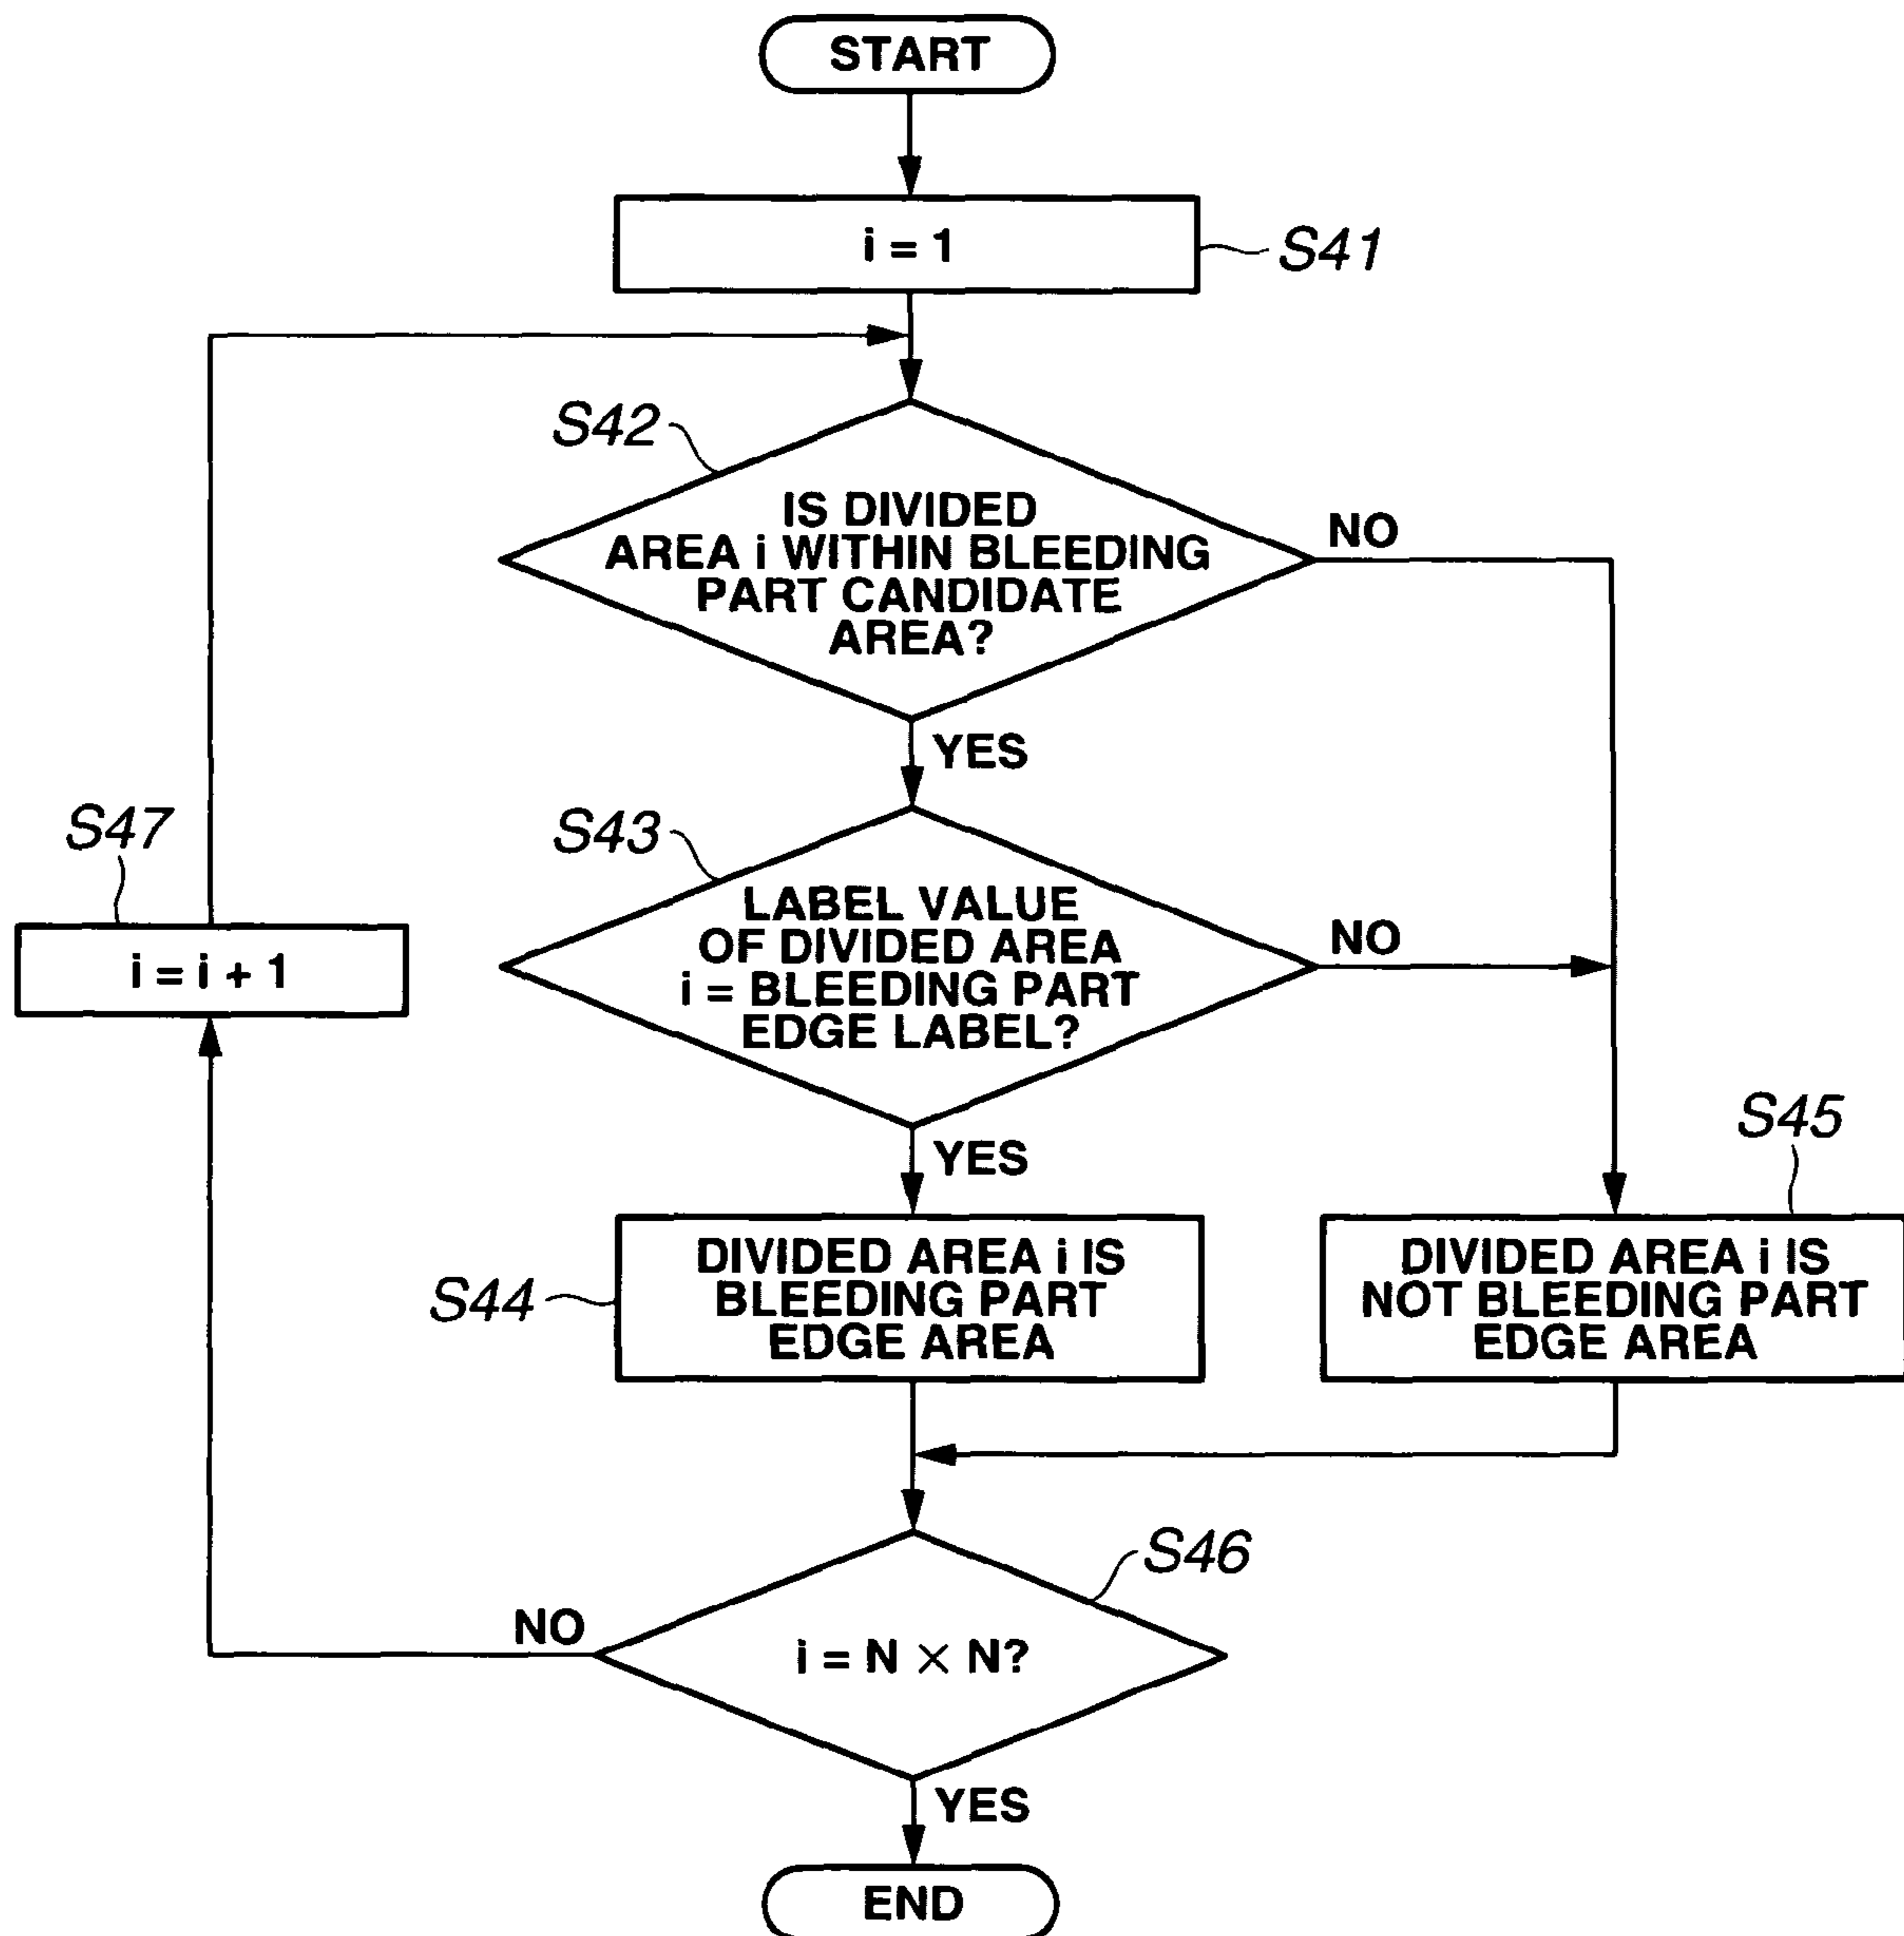 START
i = 1
S41
S42
IS DIVIDED
AREA i WITHIN BLEEDING
PART CANDIDATE
AREA?
NO
YES
S47
i = i + 1
S43
LABEL VALUE
OF DIVIDED AREA
i = BLEEDING PART
EDGE LABEL?
NO
YES
S44
DIVIDED AREA i IS
BLEEDING PART
EDGE AREA
S45
DIVIDED AREA i IS
NOT BLEEDING PART
EDGE AREA
S46
i = N × N?
NO
YES
END